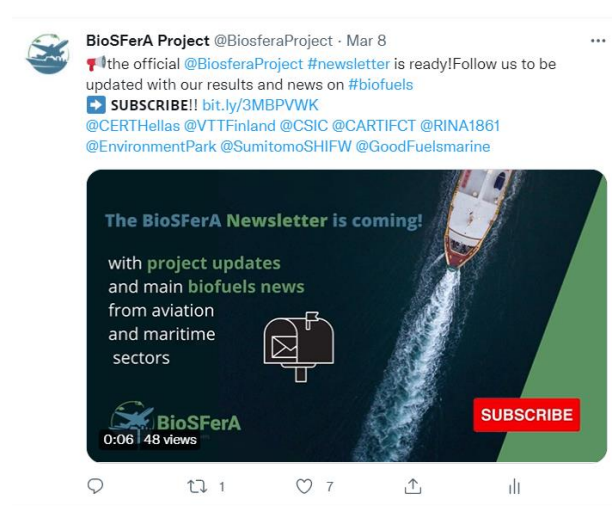 BioSFerA Project @BiosferaProject · Mar 8
the official @BiosferaProject #newsletter is ready!Follow us to be
updated with our results and news on #biofuels
➡️ SUBSCRIBE!! bit.ly/3MBPVWK
@CERTHellas @VTTFinland @CSIC @CARTIFCT @RINA1861
@EnvironmentPark @SumitomoSHIFW @GoodFuelsmarine
The BioSFerA Newsletter is coming!
with project updates
and main biofuels news
from aviation
and maritime
sectors
BioSFerA
SUBSCRIBE
0:06 48 views
1 7